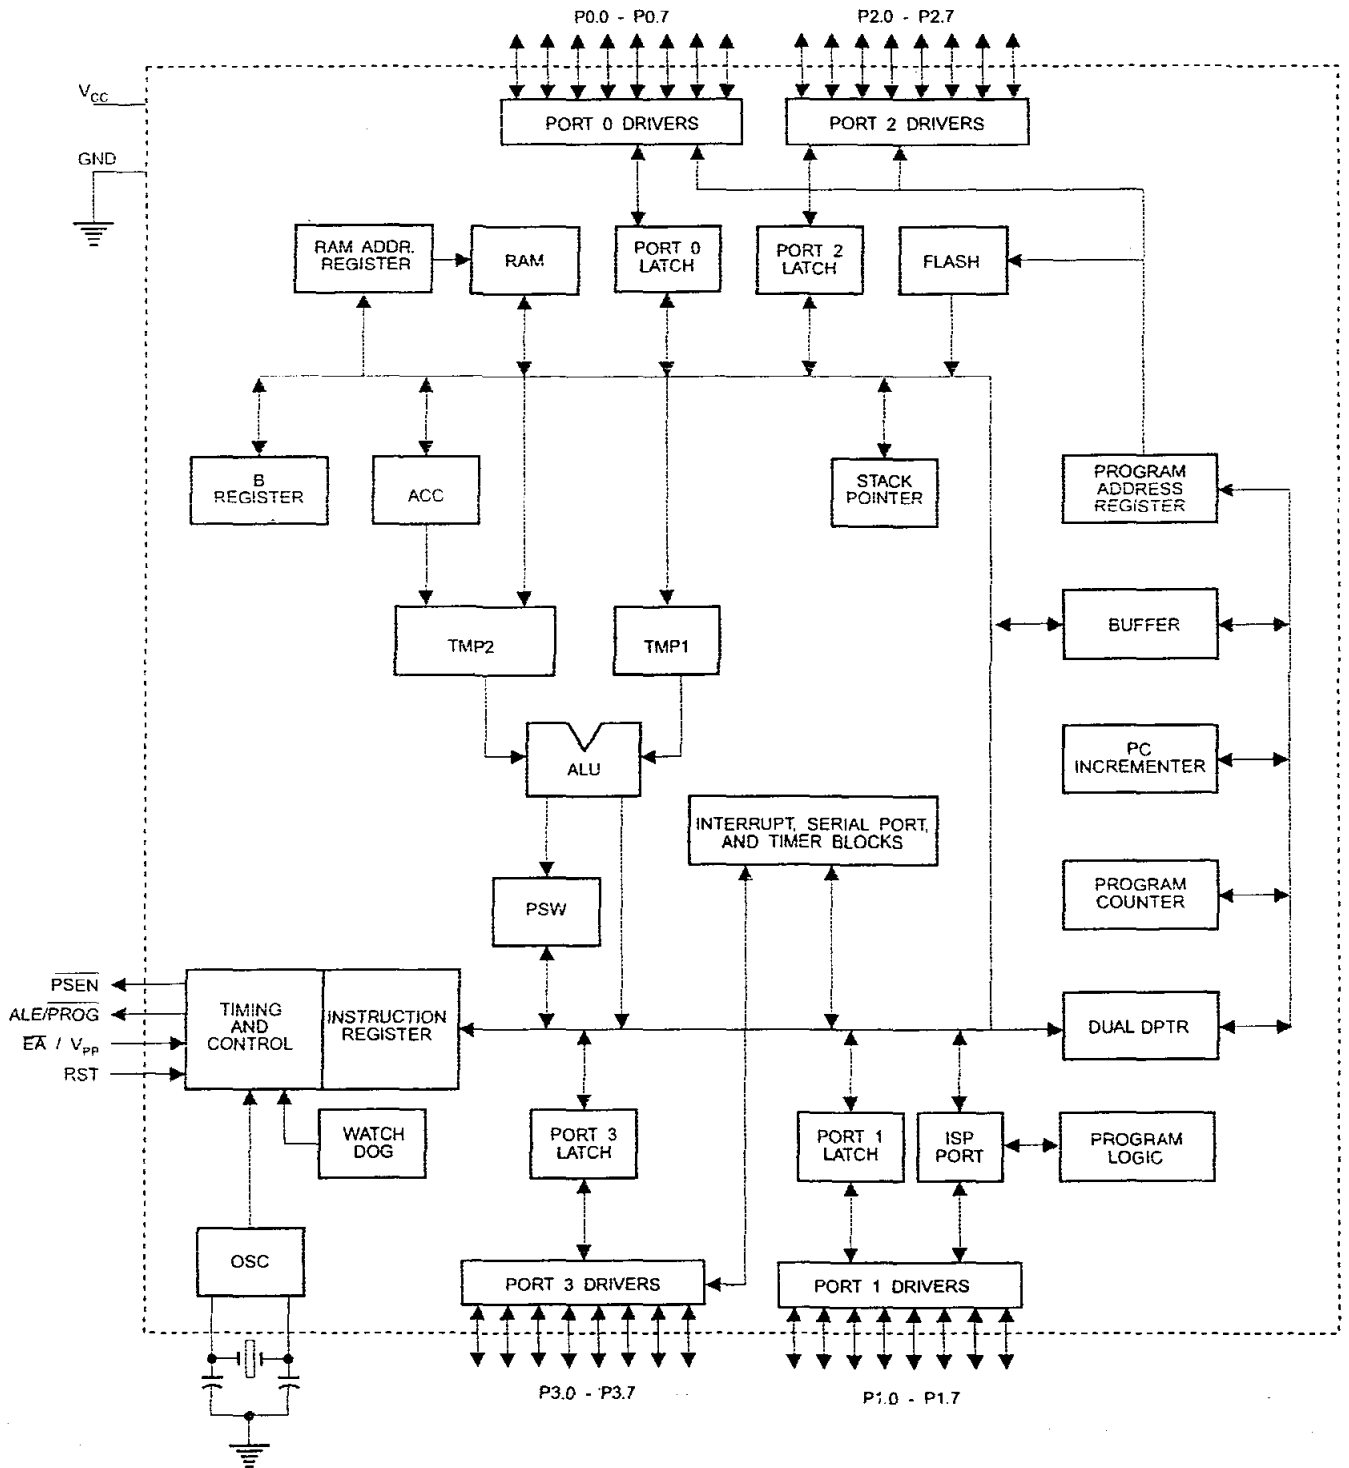 P0.0 - P0.7
P2.0 - P2.7
VCC
GND
PORT 0 DRIVERS
PORT 2 DRIVERS
RAM ADDR.
REGISTER
RAM
PORT 0
LATCH
PORT 2
LATCH
FLASH
B
REGISTER
ACC
STACK
POINTER
PROGRAM
ADDRESS
REGISTER
TMP2
TMP1
BUFFER
ALU
PC
INCREMENTER
INTERRUPT, SERIAL PORT,
AND TIMER BLOCKS
PSW
PROGRAM
COUNTER
PSEN
ALE/PROG
EA / VPP
RST
TIMING
AND
CONTROL
INSTRUCTION
REGISTER
DUAL DPTR
WATCH
DOG
PORT 3
LATCH
PORT 1
LATCH
ISP
PORT
PROGRAM
LOGIC
OSC
PORT 3 DRIVERS
PORT 1 DRIVERS
P3.0 - P3.7
P1.0 - P1.7